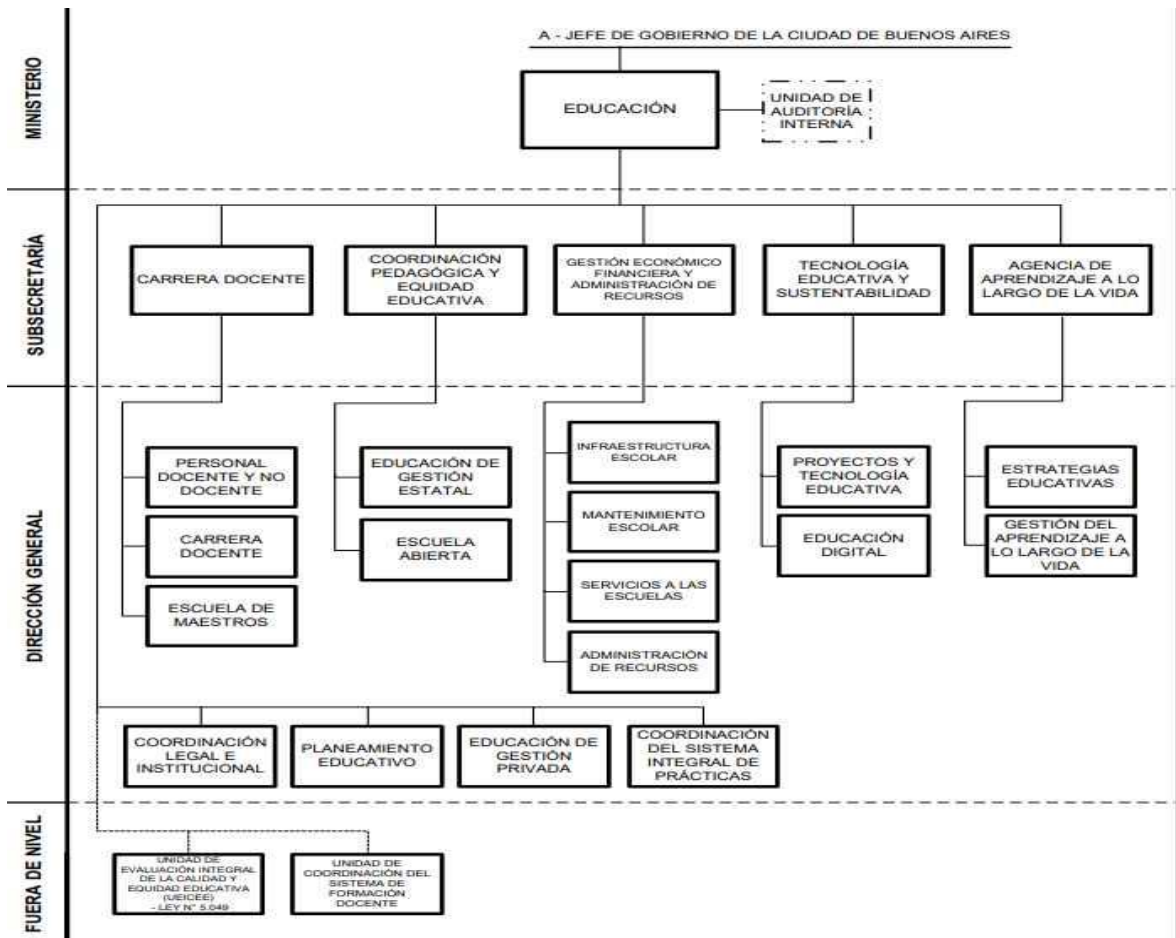 A - JEFE DE GOBIERNO DE LA CIUDAD DE BUENOS AIRES
MINISTERIO
EDUCACIÓN
UNIDAD DE
AUDITORÍA
INTERNA
SUBSECRETARÍA
CARRERA DOCENTE
COORDINACIÓN
PEDAGÓGICA Y
EQUIDAD
EDUCATIVA
GESTIÓN ECONÓMICO
FINANCIERA Y
ADMINISTRACIÓN DE
RECURSOS
TECNOLOGÍA
EDUCATIVA Y
SUSTENTABILIDAD
AGENCIA DE
APRENDIZAJE A LO
LARGO DE LA VIDA
DIRECCIÓN GENERAL
PERSONAL
DOCENTE Y NO
DOCENTE
CARRERA
DOCENTE
ESCUELA DE
MAESTROS
EDUCACIÓN DE
GESTIÓN
ESTATAL
ESCUELA
ABIERTA
INFRAESTRUCTURA
ESCOLAR
MANTENIMIENTO
ESCOLAR
SERVICIOS A LAS
ESCUELAS
ADMINISTRACIÓN
DE RECURSOS
PROYECTOS Y
TECNOLOGÍA
EDUCATIVA
EDUCACIÓN
DIGITAL
ESTRATEGIAS
EDUCATIVAS
GESTIÓN DEL
APRENDIZAJE A
LO LARGO DE LA
VIDA
COORDINACIÓN
LEGAL E
INSTITUCIONAL
PLANEAMIENTO
EDUCATIVO
EDUCACIÓN DE
GESTIÓN
PRIVADA
COORDINACIÓN
DEL SISTEMA
INTEGRAL DE
PRÁCTICAS
FUERA DE NIVEL
UNIDAD DE
EVALUACIÓN INTEGRAL
DE LA CALIDAD Y
EQUIDAD EDUCATIVA
(UEICEE)
- LEY N° 5.049
UNIDAD DE
COORDINACIÓN DEL
SISTEMA DE
FORMACIÓN
DOCENTE